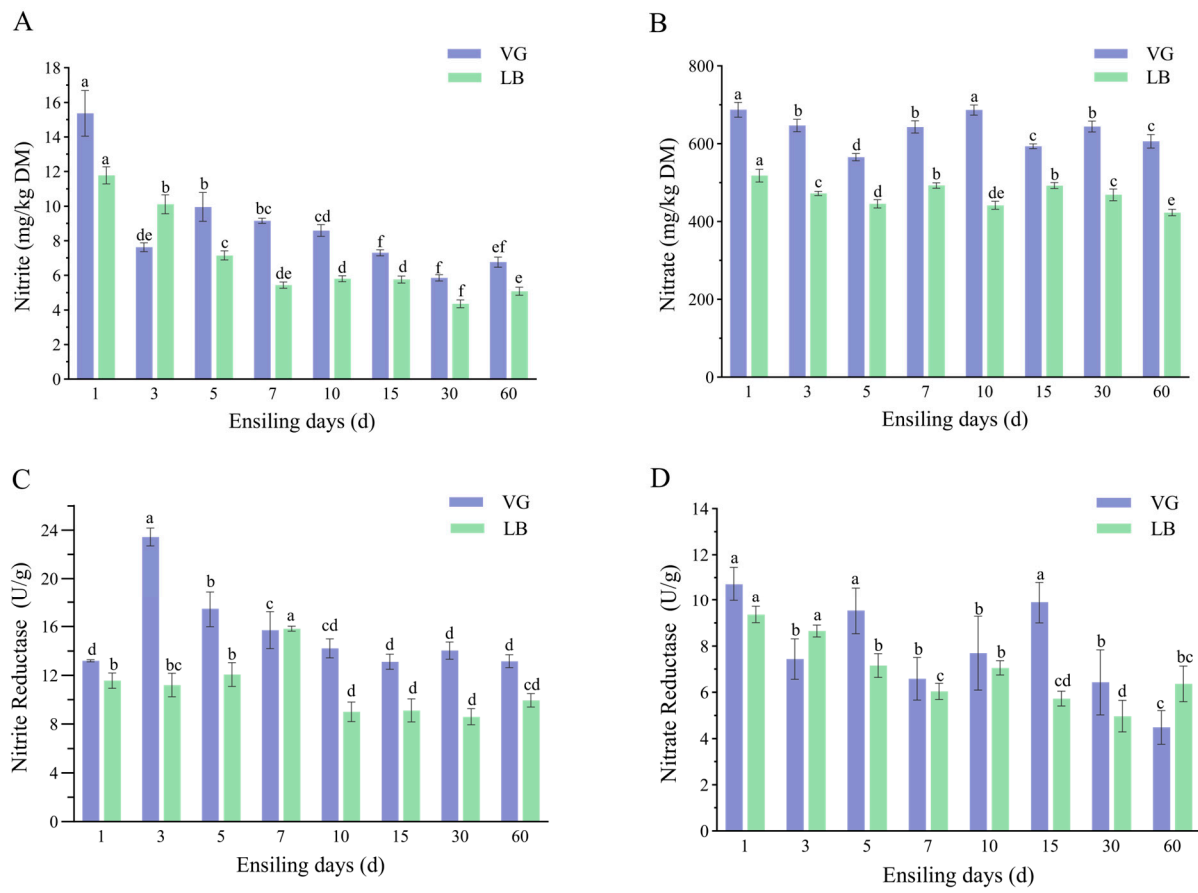 A
VG
LB
Nitrite (mg/kg DM)
18
16
14
12
10
8
6
4
2
0
a
a
de
b
b
c
bc
de
cd
d
f
d
f
f
ef
e
1 3 5 7 10 15 30 60
Ensiling days (d)
B
VG
LB
Nitrate (mg/kg DM)
800
600
400
200
0
a
a
b
c
d
d
b
b
a
de
c
b
b
c
c
e
1 3 5 7 10 15 30 60
Ensiling days (d)
C
VG
LB
Nitrite Reductase (U/g)
24
20
16
12
8
4
0
d
b
a
bc
b
b
c
a
cd
d
d
d
d
d
d
cd
1 3 5 7 10 15 30 60
Ensiling days (d)
D
VG
LB
Nitrate Reductase (U/g)
14
12
10
8
6
4
2
0
a
a
b
a
a
b
b
c
b
b
a
cd
b
d
c
bc
1 3 5 7 10 15 30 60
Ensiling days (d)